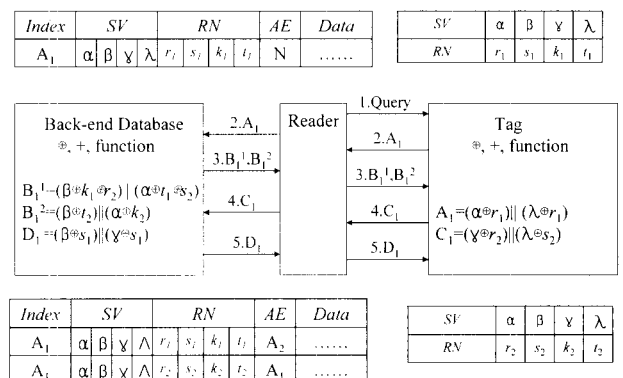 Index SV RN AE Data
A₁ α β γ λ r₁ s₁ k₁ t₁ N ......
SV α β γ λ
RN r₁ s₁ k₁ t₁
Back-end Database
⊕, +, function
B₁¹=(β⊕k₁⊕r₂) || (α⊕t₁⊕s₂)
B₁²=(β⊕t₂)||(α⊕k₂)
D₁=(β⊕s₁)||(γ⊕s₁)
2.A₁
3.B₁¹,B₁²
4.C₁
5.D₁
Reader
1.Query
2.A₁
3.B₁¹,B₁²
4.C₁
5.D₁
Tag
⊕, +, function
A₁=(α⊕r₁)|| (λ⊕r₁)
C₁=(γ⊕r₂)||(λ⊕s₂)
Index SV RN AE Data
A₁ α β γ Λ r₁ s₁ k₁ t₁ A₂ ......
α β γ Λ r₂ s₂ k₂ t₂ A₁ ......
SV α β γ λ
RN r₂ s₂ k₂ t₂